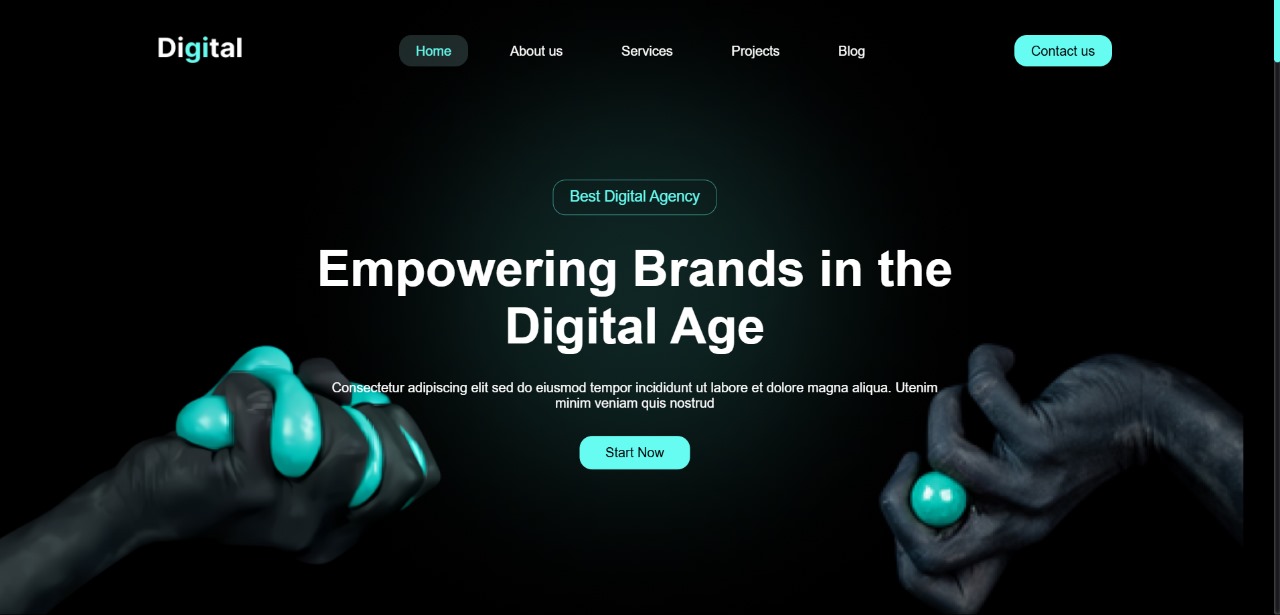 Digital
Home
About us
Services
Projects
Blog
Contact us
Best Digital Agency
Empowering Brands in the
Digital Age
Consectetur adipiscing elit sed do eiusmod tempor incididunt ut labore et dolore magna aliqua. Utenim
minim veniam quis nostrud
Start Now